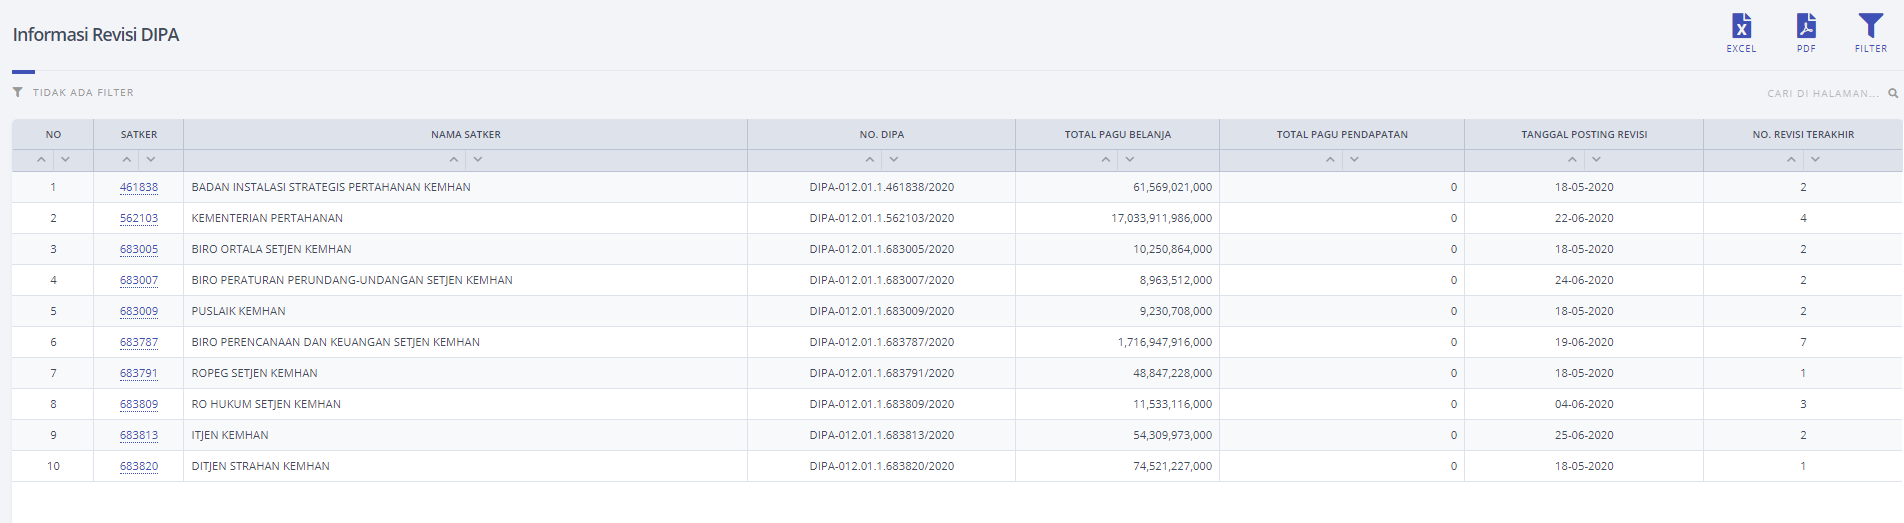 Informasi Revisi DIPA
EXCEL PDF FILTER
TIDAK ADA FILTER
CARI DI HALAMAN...
NO SATKER NAMA SATKER NO. DIPA TOTAL PAGU BELANJA TOTAL PAGU PENDAPATAN TANGGAL POSTING REVISI NO. REVISI TERAKHIR
1 461838 BADAN INSTALASI STRATEGIS PERTAHANAN KEMHAN DIPA-012.01.1.461838/2020 61,569,021,000 0 18-05-2020 2
2 562103 KEMENTERIAN PERTAHANAN DIPA-012.01.1.562103/2020 17,033,911,986,000 0 22-06-2020 4
3 683005 BIRO ORTALA SETJEN KEMHAN DIPA-012.01.1.683005/2020 10,250,864,000 0 18-05-2020 2
4 683007 BIRO PERATURAN PERUNDANG-UNDANGAN SETJEN KEMHAN DIPA-012.01.1.683007/2020 8,963,512,000 0 24-06-2020 2
5 683009 PUSLAIK KEMHAN DIPA-012.01.1.683009/2020 9,230,708,000 0 18-05-2020 2
6 683787 BIRO PERENCANAAN DAN KEUANGAN SETJEN KEMHAN DIPA-012.01.1.683787/2020 1,716,947,916,000 0 19-06-2020 7
7 683791 ROPEG SETJEN KEMHAN DIPA-012.01.1.683791/2020 48,847,228,000 0 18-05-2020 1
8 683809 RO HUKUM SETJEN KEMHAN DIPA-012.01.1.683809/2020 11,533,116,000 0 04-06-2020 3
9 683813 ITJEN KEMHAN DIPA-012.01.1.683813/2020 54,309,973,000 0 25-06-2020 2
10 683820 DITJEN STRAHAN KEMHAN DIPA-012.01.1.683820/2020 74,521,227,000 0 18-05-2020 1